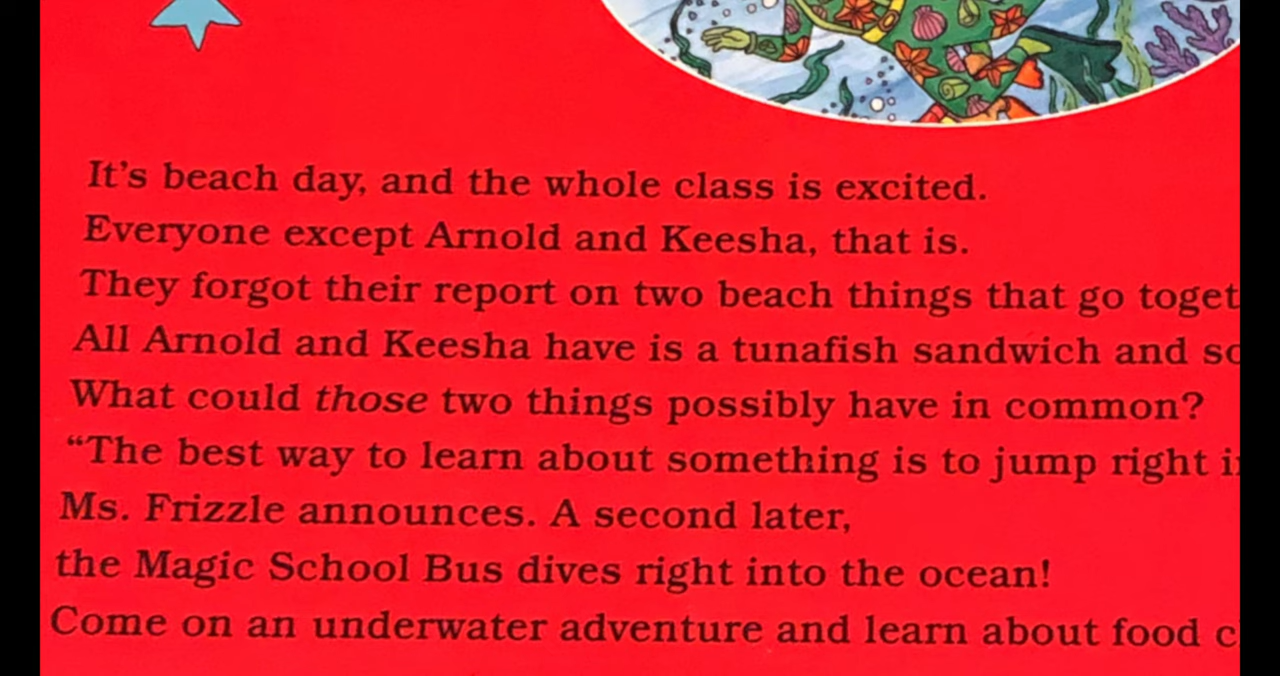 It's beach day, and the whole class is excited.
Everyone except Arnold and Keesha, that is.
They forgot their report on two beach things that go
All Arnold and Keesha have is a tunafish sandwich and
What could those two things possibly have in common?
“The best way to learn about something is to jump right
Ms. Frizzle announces. A second later,
the Magic School Bus dives right into the ocean!
Come on an underwater adventure and learn about food